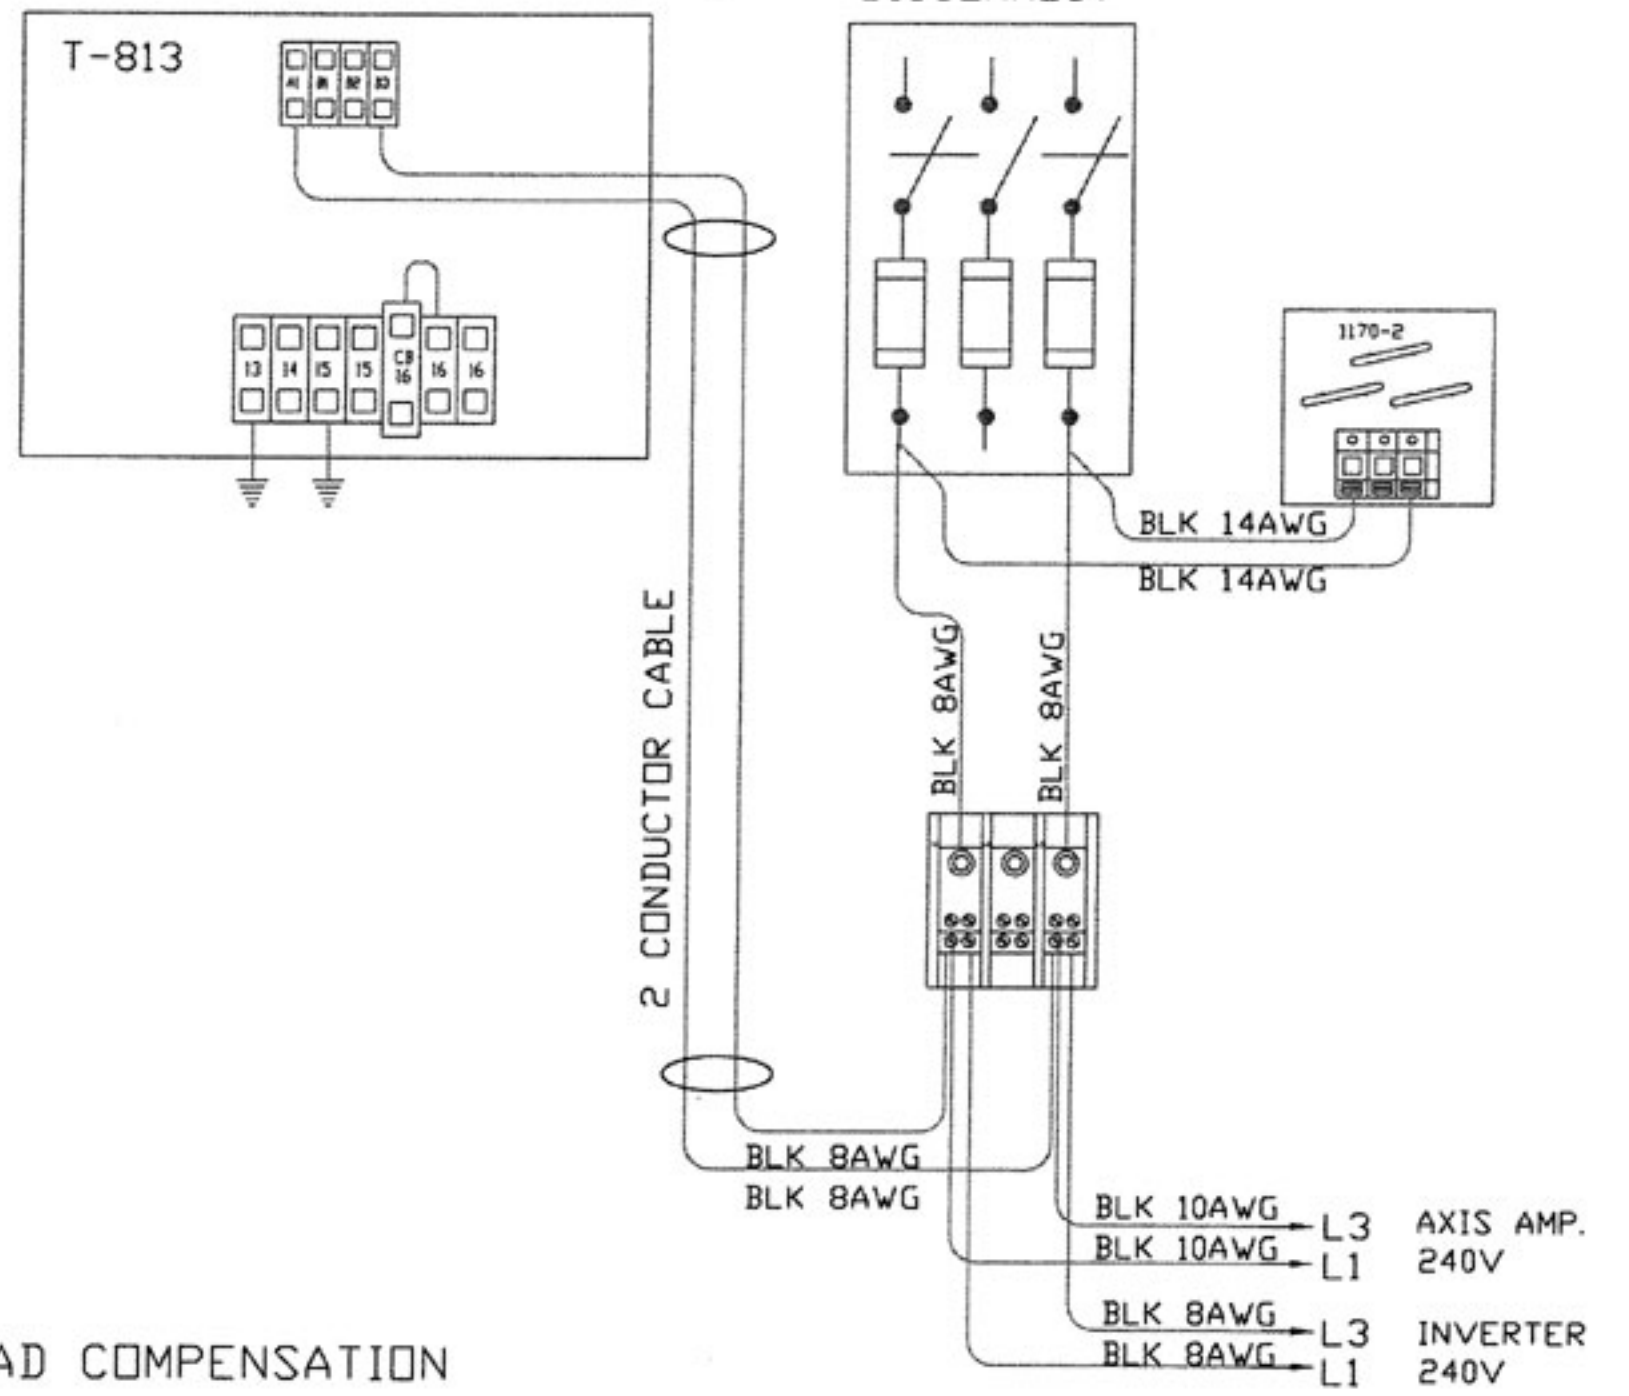 T-813
13 14 15 15 CB 16 16 16
1170-2
BLK 14AWG
BLK 14AWG
2 CONDUCTOR CABLE
BLK 8AWG
BLK 8AWG
BLK 8AWG
BLK 8AWG
BLK 10AWG L3 AXIS AMP.
BLK 10AWG L1 240V
BLK 8AWG L3 INVERTER
BLK 8AWG L1 240V
COMPENSATION